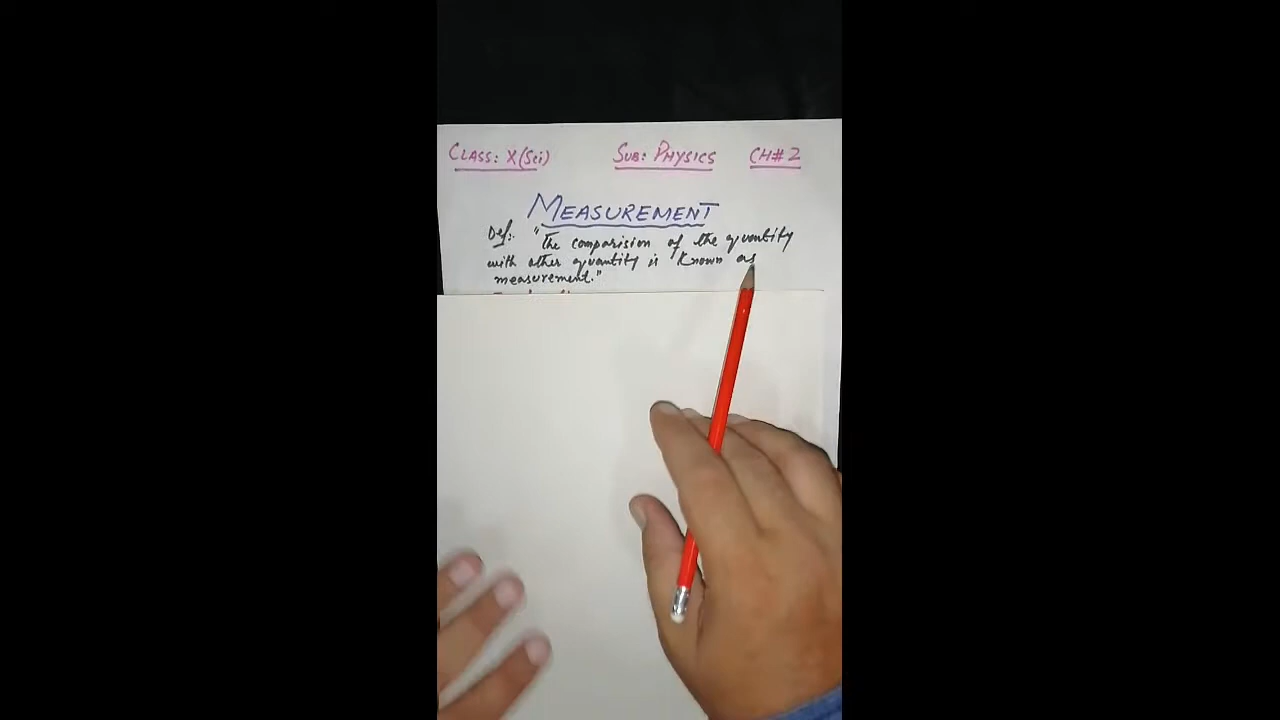 CLASS: X(Sci) SUB: PHYSICS CH#2
MEASUREMENT
Def:. "The comparision of the quantity
with other quantity is known as
measurement."